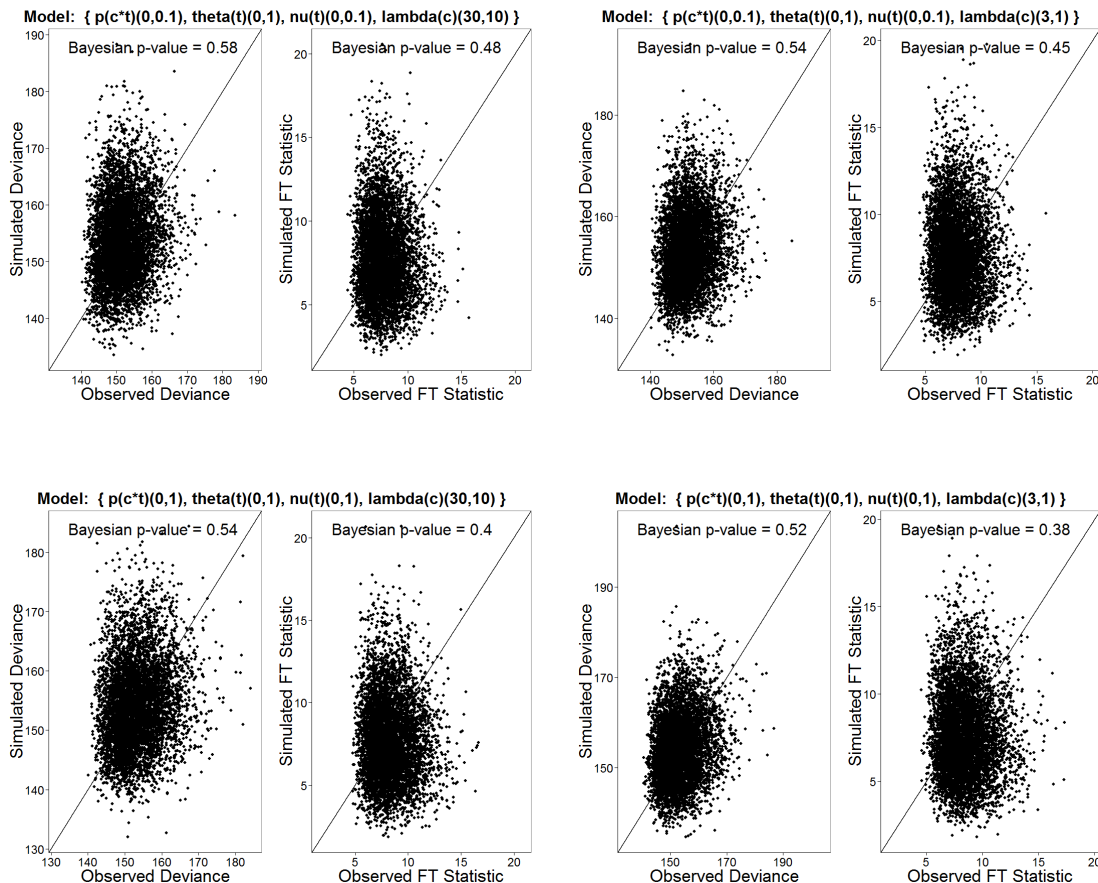 Model:  { p(c*t)(0,0.1), theta(t)(0,1), nu(t)(0,0.1), lambda(c)(30,10) }
Bayesian p-value = 0.58
190
180
170
160
150
140
Simulated Deviance
140 150 160 170 180 190
Observed Deviance
Bayesian p-value = 0.48
20
15
10
5
Simulated FT Statistic
5 10 15 20
Observed FT Statistic
Model:  { p(c*t)(0,0.1), theta(t)(0,1), nu(t)(0,0.1), lambda(c)(3,1) }
Bayesian p-value = 0.54
180
160
140
Simulated Deviance
140 160 180
Observed Deviance
Bayesian p-value = 0.45
20
15
10
5
Simulated FT Statistic
5 10 15 20
Observed FT Statistic
Model:  { p(c*t)(0,1), theta(t)(0,1), nu(t)(0,1), lambda(c)(30,10) }
Bayesian p-value = 0.54
180
170
160
150
140
130
Simulated Deviance
130 140 150 160 170 180
Observed Deviance
Bayesian p-value = 0.4
20
15
10
5
Simulated FT Statistic
5 10 15 20
Observed FT Statistic
Model:  { p(c*t)(0,1), theta(t)(0,1), nu(t)(0,1), lambda(c)(3,1) }
Bayesian p-value = 0.52
190
170
150
Simulated Deviance
150 170 190
Observed Deviance
Bayesian p-value = 0.38
20
15
10
5
Simulated FT Statistic
5 10 15 20
Observed FT Statistic